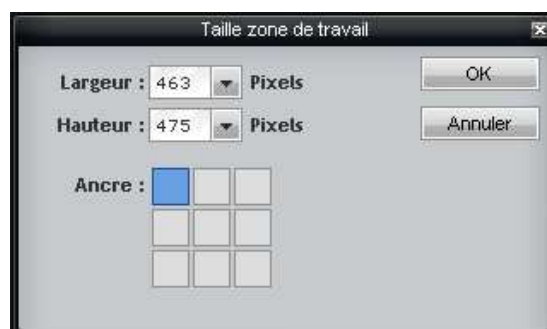 Taille zone de travail
Largeur : 463 Pixels
OK
Hauteur : 475 Pixels
Annuler
Ancre :